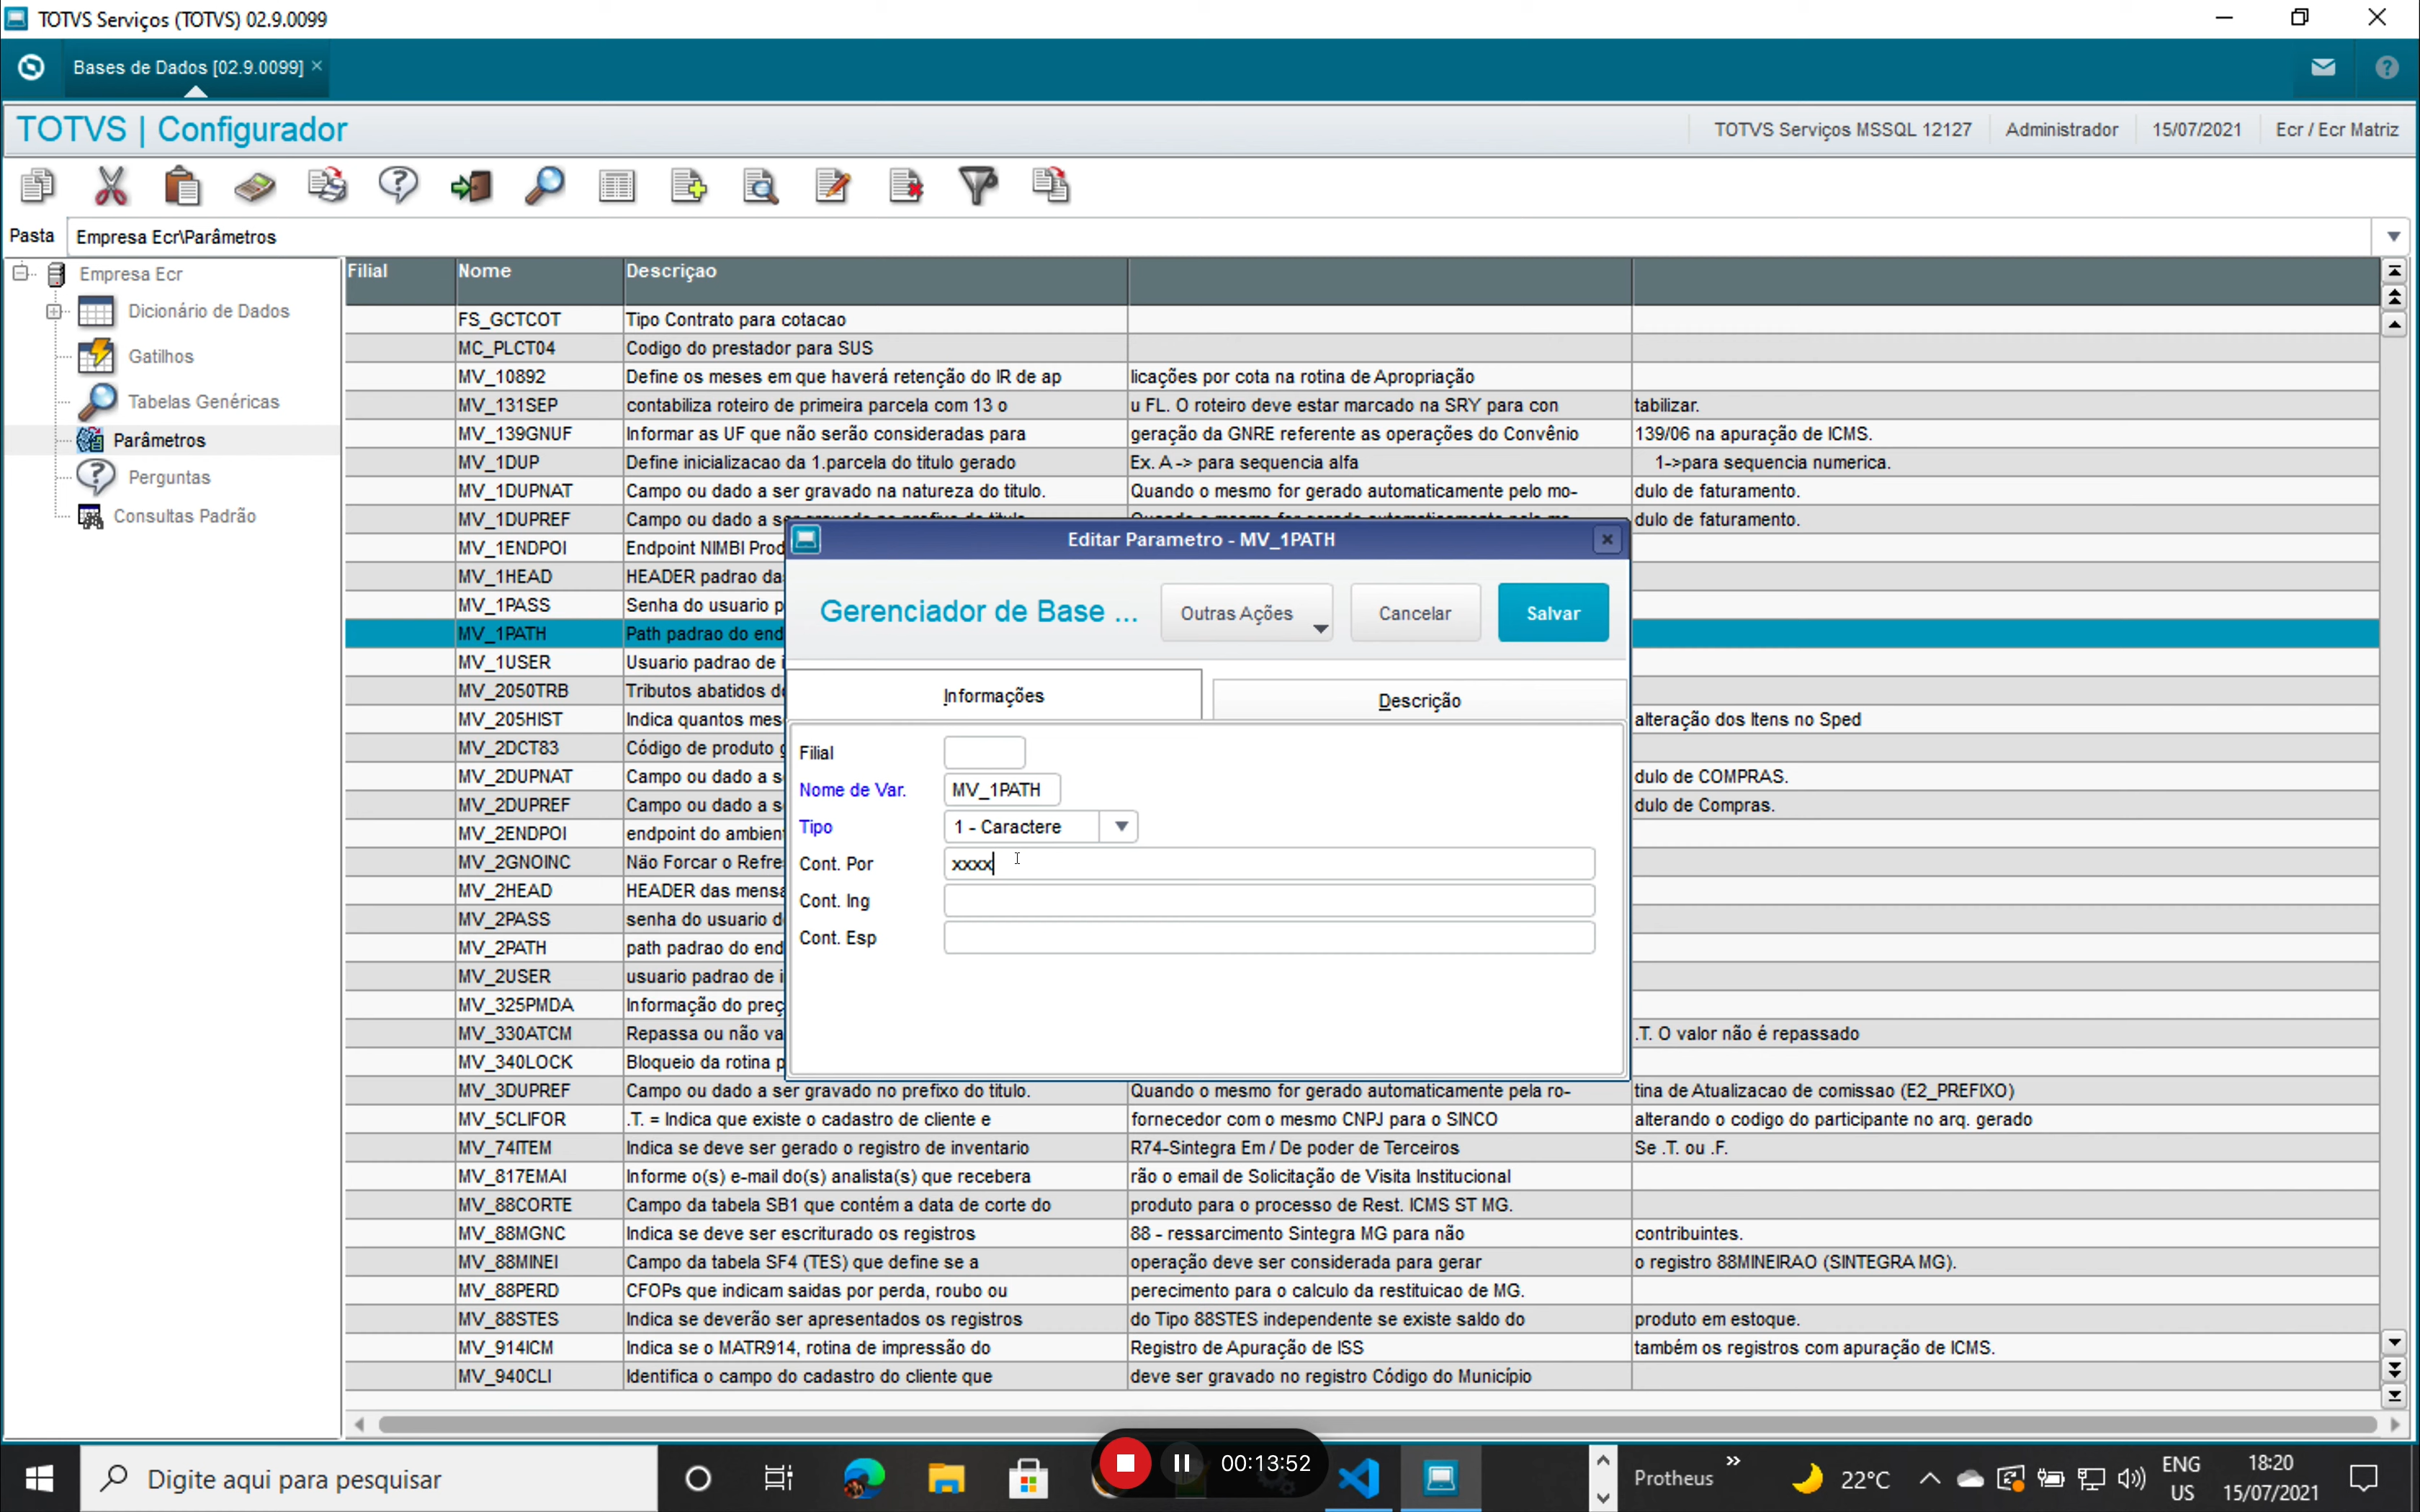 TOTVS Serviços (TOTVS) 02.9.0099
Bases de Dados [02.9.0099]
TOTVS | Configurador
TOTVS Serviços MSSQL 12127 Administrador 15/07/2021 Ecr / Ecr Matriz
Pasta Empresa Ecr\Parâmetros
Empresa Ecr
Dicionário de Dados
Gatilhos
Tabelas Genéricas
Parâmetros
Perguntas
Consultas Padrão
Filial Nome Descriçao
FS_GCTCOT Tipo Contrato para cotacao
MC_PLCT04 Codigo do prestador para SUS
MV_10892 Define os meses em que haverá retenção do IR de ap licações por cota na rotina de Apropriação
MV_131SEP contabiliza roteiro de primeira parcela com 13 o u FL. O roteiro deve estar marcado na SRY para con tabilizar.
MV_139GNUF Informar as UF que não serão consideradas para geração da GNRE referente as operações do Convênio 139/06 na apuração de ICMS.
MV_1DUP Define inicializacao da 1.parcela do titulo gerado Ex. A -> para sequencia alfa 1->para sequencia numerica.
MV_1DUPNAT Campo ou dado a ser gravado na natureza do titulo. Quando o mesmo for gerado automaticamente pelo mo- dulo de faturamento.
MV_1DUPREF Campo ou dado a ser gravado no prefixo do titulo. Quando o mesmo for gerado automaticamente pelo mo- dulo de faturamento.
MV_1ENDPOI Endpoint NIMBI Prod
MV_1HEAD HEADER padrao da
MV_1PASS Senha do usuario p
MV_1PATH Path padrao do end
MV_1USER Usuario padrao de i
MV_2050TRB Tributos abatidos d
MV_205HIST Indica quantos mes alteração dos Itens no Sped
MV_2DCT83 Código de produto g
MV_2DUPNAT Campo ou dado a s dulo de COMPRAS.
MV_2DUPREF Campo ou dado a s dulo de Compras.
MV_2ENDPOI endpoint do ambien
MV_2GNOINC Não Forcar o Refre
MV_2HEAD HEADER das mensa
MV_2PASS senha do usuario d
MV_2PATH path padrao do end
MV_2USER usuario padrao de i
MV_325PMDA Informação do preç
MV_330ATCM Repassa ou não va .T. O valor não é repassado
MV_340LOCK Bloqueio da rotina p
MV_3DUPREF Campo ou dado a ser gravado no prefixo do titulo. Quando o mesmo for gerado automaticamente pela ro- tina de Atualizacao de comissao (E2_PREFIXO)
MV_5CLIFOR .T. = Indica que existe o cadastro de cliente e fornecedor com o mesmo CNPJ para o SINCO alterando o codigo do participante no arq. gerado
MV_74ITEM Indica se deve ser gerado o registro de inventario R74-Sintegra Em / De poder de Terceiros Se .T. ou .F.
MV_817EMAI Informe o(s) e-mail do(s) analista(s) que recebera rão o email de Solicitação de Visita Institucional
MV_88CORTE Campo da tabela SB1 que contém a data de corte do produto para o processo de Rest. ICMS ST MG.
MV_88MGNC Indica se deve ser escriturado os registros 88 - ressarcimento Sintegra MG para não contribuintes.
MV_88MINEI Campo da tabela SF4 (TES) que define se a operação deve ser considerada para gerar o registro 88MINEIRAO (SINTEGRA MG).
MV_88PERD CFOPs que indicam saidas por perda, roubo ou perecimento para o calculo da restituicao de MG.
MV_88STES Indica se deverão ser apresentados os registros do Tipo 88STES independente se existe saldo do produto em estoque.
MV_914ICM Indica se o MATR914, rotina de impressão do Registro de Apuração de ISS também os registros com apuração de ICMS.
MV_940CLI Identifica o campo do cadastro do cliente que deve ser gravado no registro Código do Município
Editar Parametro - MV_1PATH
Gerenciador de Base ... Outras Ações Cancelar Salvar
Informações Descrição
Filial
Nome de Var. MV_1PATH
Tipo 1 - Caractere
Cont. Por xxxx
Cont. Ing
Cont. Esp
Digite aqui para pesquisar
00:13:52
Protheus
22°C
ENG
US
18:20
15/07/2021